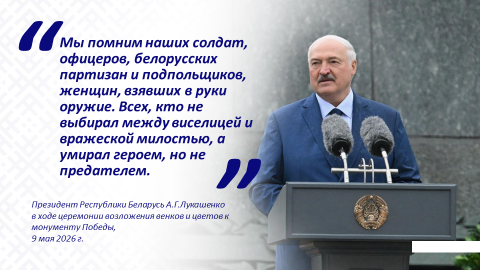 “
Мы помним наших солдат,
офицеров, белорусских
партизан и подпольщиков,
женщин, взявших в руки
оружие. Всех, кто не
выбирал между виселицей и
вражеской милостью, а
умирал героем, но не
предателем.
”
Президент Республики Беларусь А.Г.Лукашенко
в ходе церемонии возложения венков и цветов к
монументу Победы,
9 мая 2026 г.